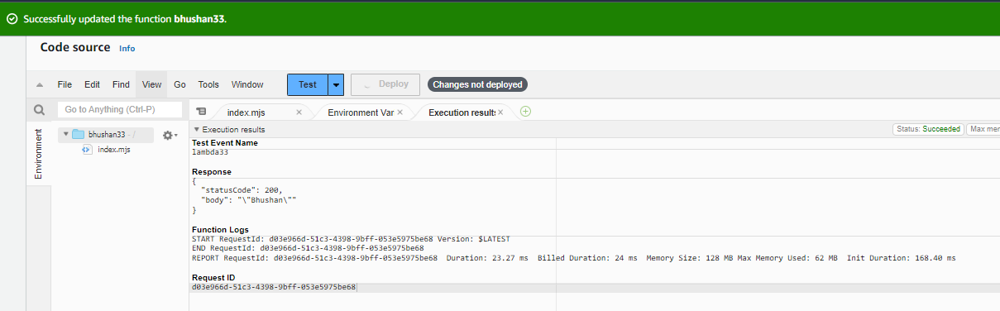 Successfully updated the function bhushan33.
Code source Info
File Edit Find View Go Tools Window Test Deploy Changes not deployed
Go to Anything (Ctrl-P)
index.mjs Environment Var Execution results
Environment
bhushan33 - /
index.mjs
Execution results Status: Succeeded Max mer
Test Event Name
lambda33
Response
{
"statusCode": 200,
"body": "\"Bhushan\""
}
Function Logs
START RequestId: d03e966d-51c3-4398-9bff-053e5975be68 Version: $LATEST
END RequestId: d03e966d-51c3-4398-9bff-053e5975be68
REPORT RequestId: d03e966d-51c3-4398-9bff-053e5975be68 Duration: 23.27 ms Billed Duration: 24 ms Memory Size: 128 MB Max Memory Used: 62 MB Init Duration: 168.40 ms
Request ID
d03e966d-51c3-4398-9bff-053e5975be68